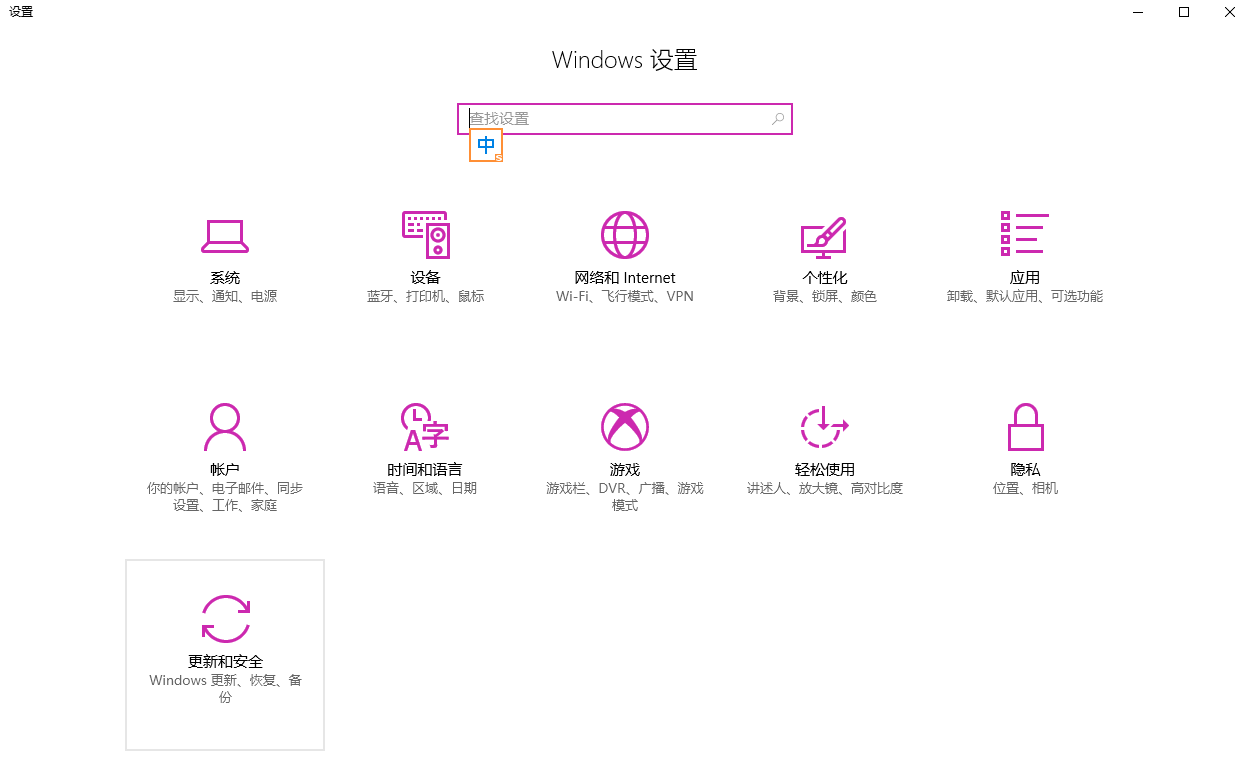 设置
Windows 设置
查找设置
中
系统
显示、通知、电源
设备
蓝牙、打印机、鼠标
网络和 Internet
Wi-Fi、飞行模式、VPN
个性化
背景、锁屏、颜色
应用
卸载、默认应用、可选功能
帐户
你的帐户、电子邮件、同步
设置、工作、家庭
A字
时间和语言
语音、区域、日期
游戏
游戏栏、DVR、广播、游戏
模式
轻松使用
讲述人、放大镜、高对比度
隐私
位置、相机
更新和安全
Windows 更新、恢复、备
份